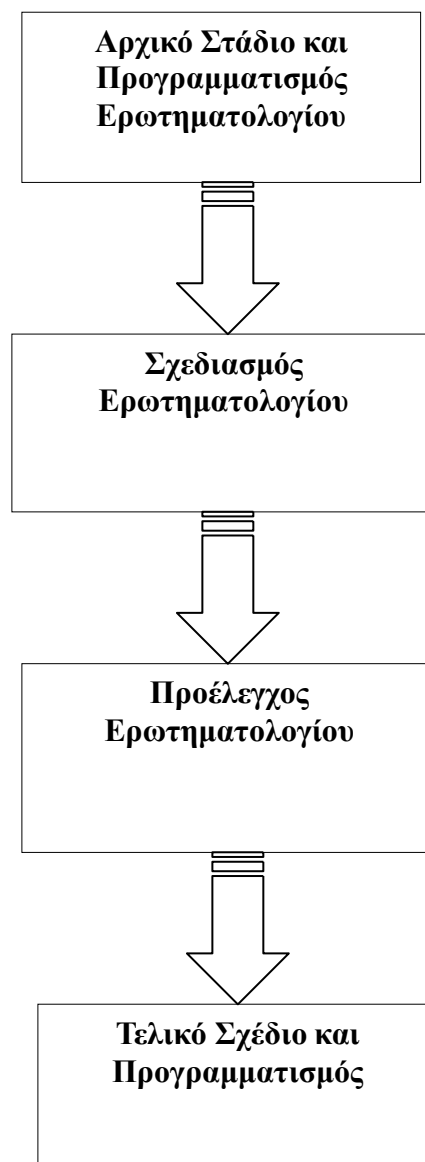 Αρχικό Στάδιο και
Προγραμματισμός
Ερωτηματολογίου
Σχεδιασμός
Ερωτηματολογίου
Προέλεγχος
Ερωτηματολογίου
Τελικό Σχέδιο και
Προγραμματισμός